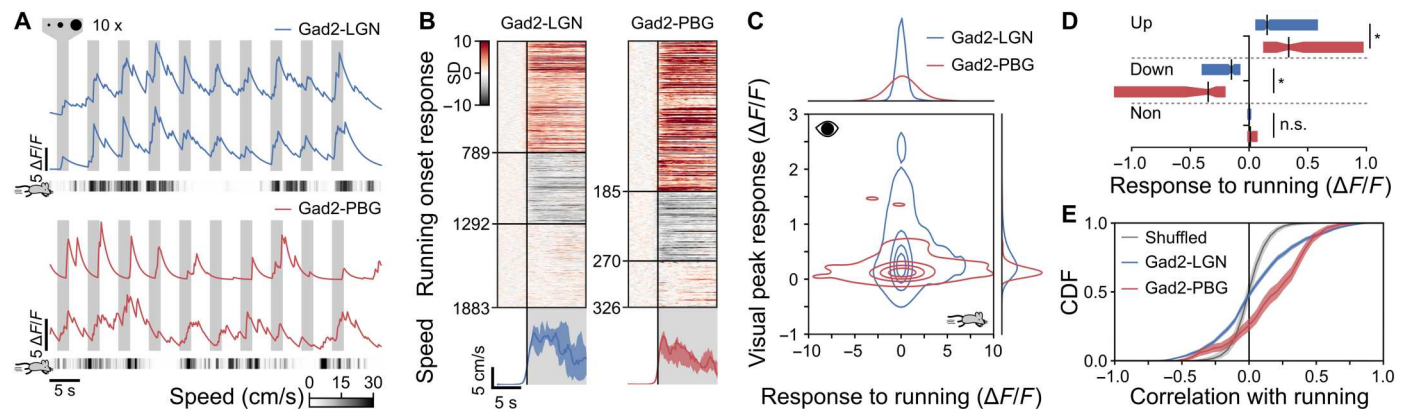 A
10 x
Gad2-LGN
5 ΔF/F
Gad2-PBG
5 ΔF/F
5 s
Speed (cm/s)
0 15 30
B
Gad2-LGN
Gad2-PBG
10
SD
−10
Running onset response
789
1292
1883
185
270
326
Speed
5 cm/s
5 s
C
Gad2-LGN
Gad2-PBG
Visual peak response (ΔF/F)
3
2
1
0
−1
−10 −5 0 5 10
Response to running (ΔF/F)
D
Up
*
Down
*
Non
n.s.
−1.0 −0.5 0.0 0.5 1.0
Response to running (ΔF/F)
E
Shuffled
Gad2-LGN
Gad2-PBG
CDF
1.0
0.5
0.0
−1.0 −0.5 0.0 0.5 1.0
Correlation with running